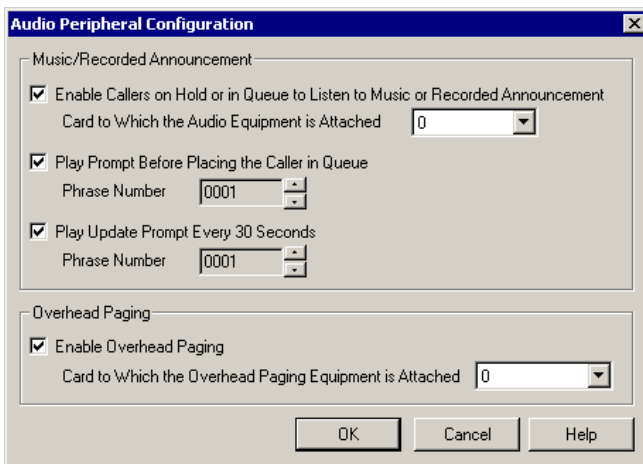 Audio Peripheral Configuration
Music/Recorded Announcement
Enable Callers on Hold or in Queue to Listen to Music or Recorded Announcement
Card to Which the Audio Equipment is Attached 0
Play Prompt Before Placing the Caller in Queue
Phrase Number 0001
Play Update Prompt Every 30 Seconds
Phrase Number 0001
Overhead Paging
Enable Overhead Paging
Card to Which the Overhead Paging Equipment is Attached 0
OK Cancel Help